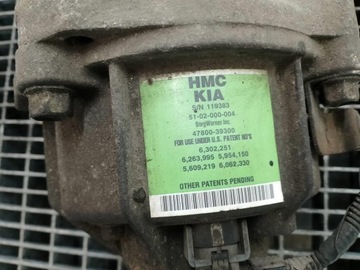 HMC
KIA
S/N 119383
51-02-000-004
BorgWarner Inc.
47800-39300
FOR USE UNDER U.S. PATENT NO'S
6,302,251
6,263,995 5,954,150
5,609,219 6,062,330
OTHER PATENTS PENDING